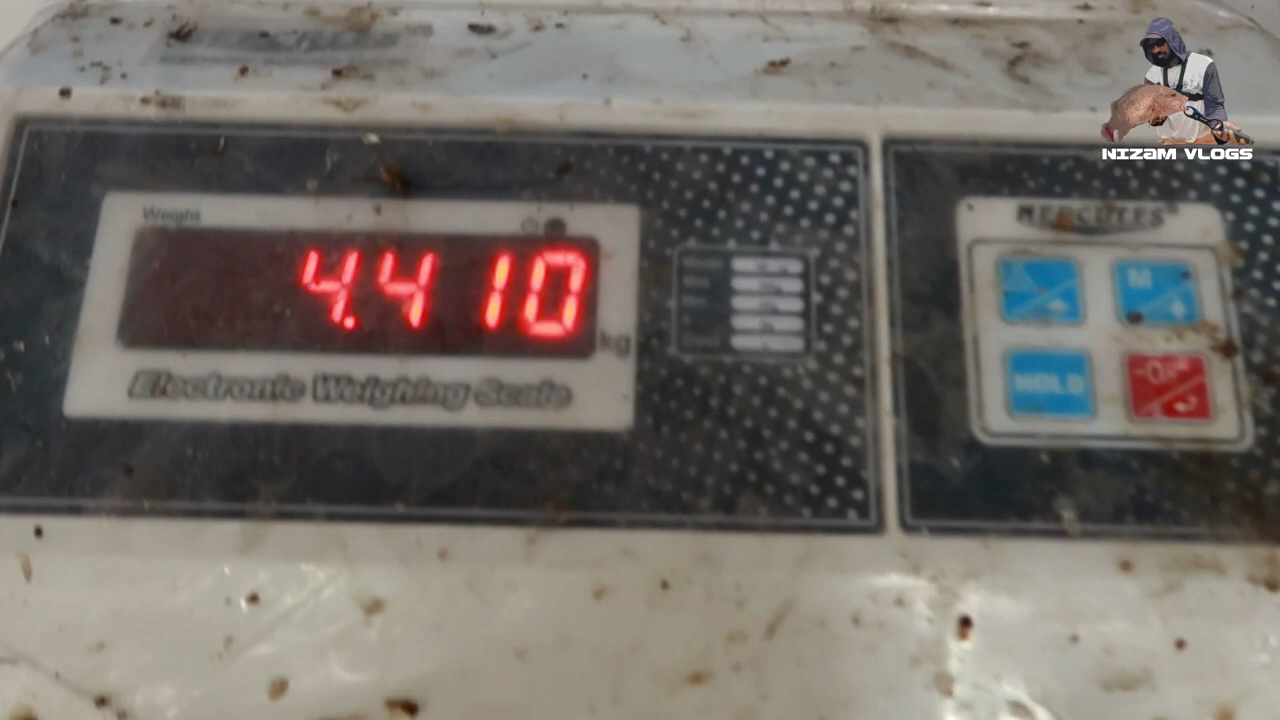 NIZAM VLOGS
Weight
4.410
kg
Electronic Weighing Scale
HERCULES
M
HOLD